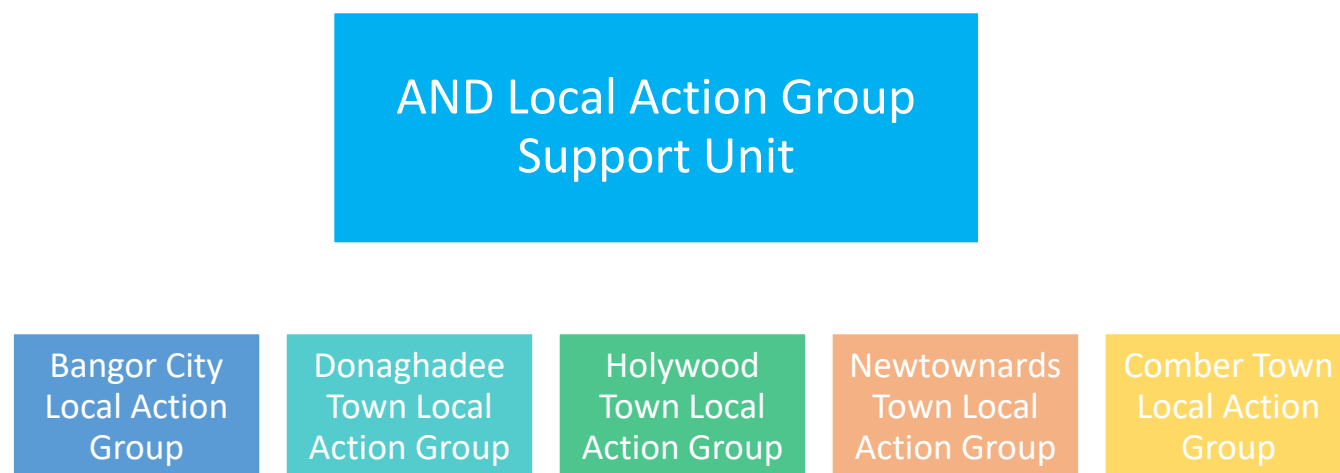 AND Local Action Group
Support Unit
Bangor City
Local Action
Group
Donaghadee
Town Local
Action Group
Holywood
Town Local
Action Group
Newtownards
Town Local
Action Group
Comber Town
Local Action
Group